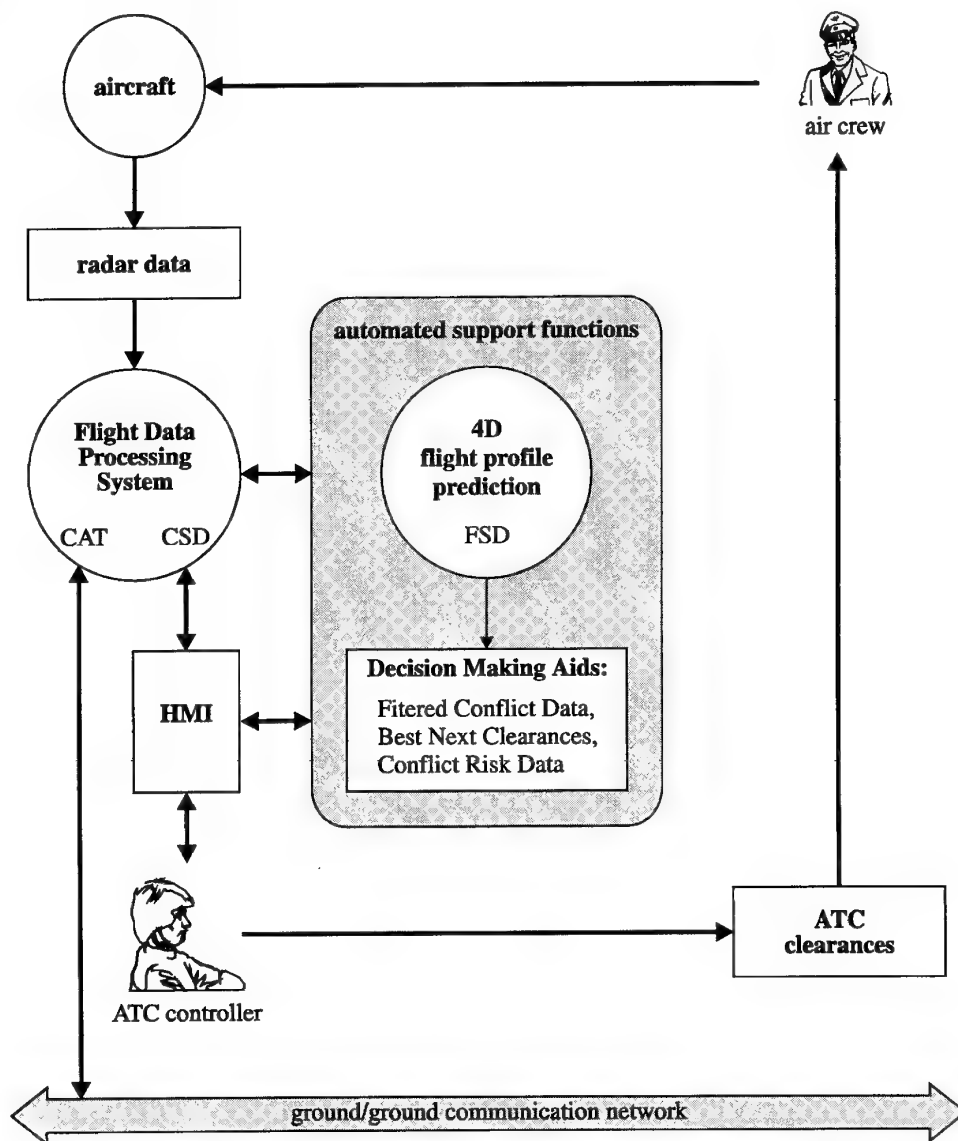 aircraft
air crew
radar data
automated support functions
Flight Data
Processing
System
CAT CSD
4D
flight profile
prediction
FSD
HMI
Decision Making Aids:
Fitered Conflict Data,
Best Next Clearances,
Conflict Risk Data
ATC
clearances
ATC controller
ground/ground communication network